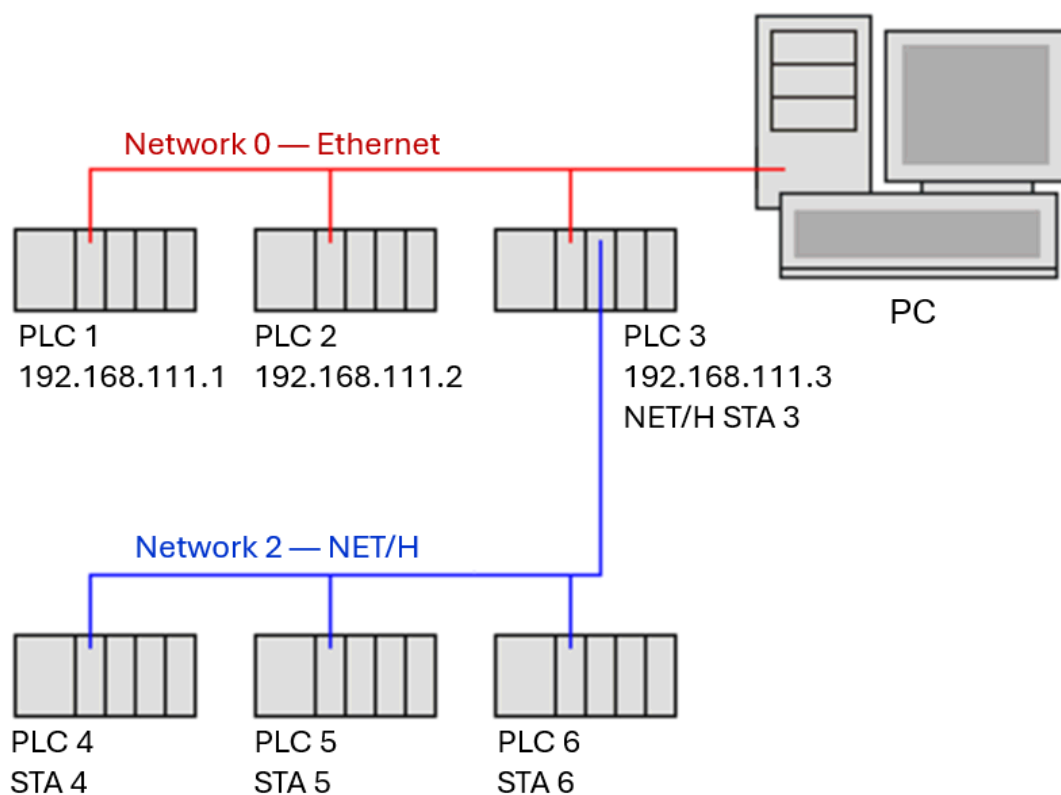 Network 0 — Ethernet
PC
PLC 1
192.168.111.1
PLC 2
192.168.111.2
PLC 3
192.168.111.3
NET/H STA 3
Network 2 — NET/H
PLC 4
STA 4
PLC 5
STA 5
PLC 6
STA 6